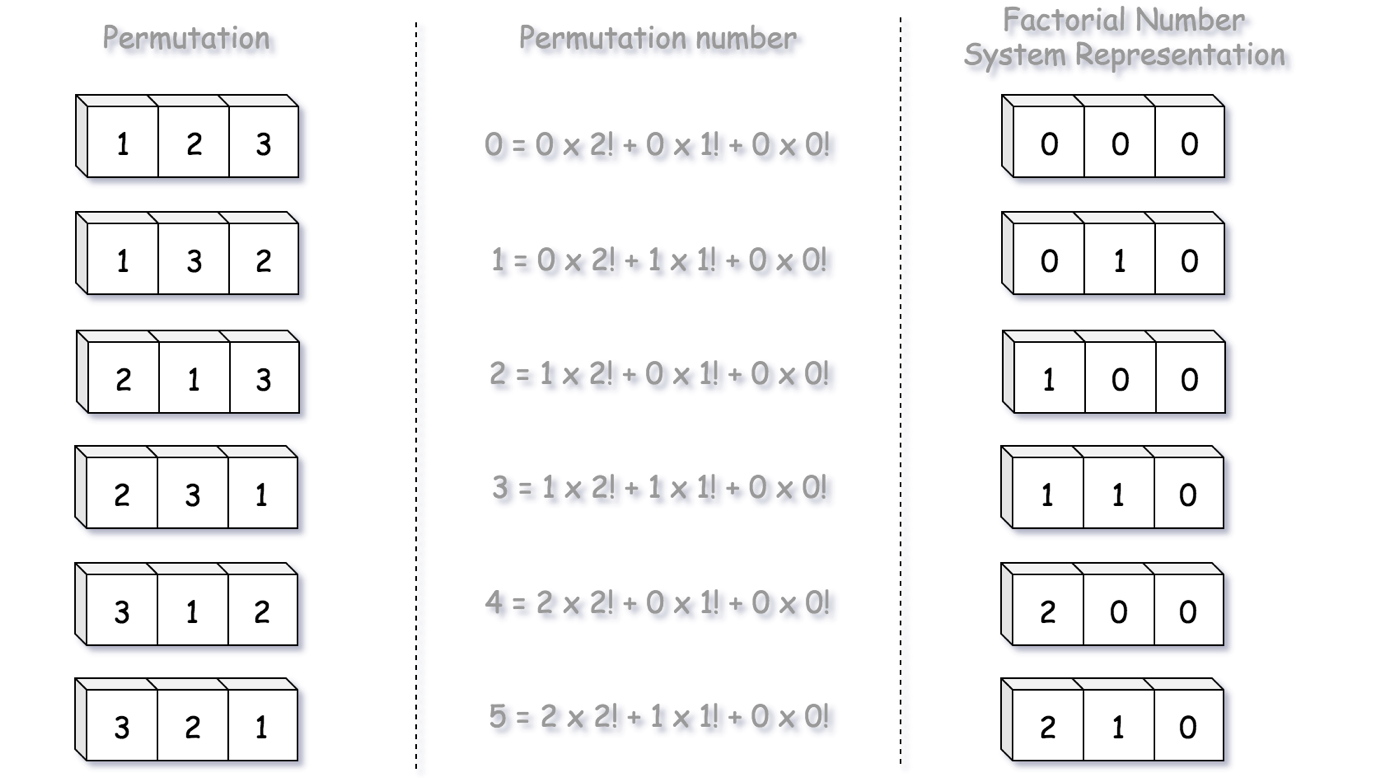 Permutation
Permutation number
Factorial Number
System Representation
1 2 3
0 = 0 x 2! + 0 x 1! + 0 x 0!
0 0 0
1 3 2
1 = 0 x 2! + 1 x 1! + 0 x 0!
0 1 0
2 1 3
2 = 1 x 2! + 0 x 1! + 0 x 0!
1 0 0
2 3 1
3 = 1 x 2! + 1 x 1! + 0 x 0!
1 1 0
3 1 2
4 = 2 x 2! + 0 x 1! + 0 x 0!
2 0 0
3 2 1
5 = 2 x 2! + 1 x 1! + 0 x 0!
2 1 0